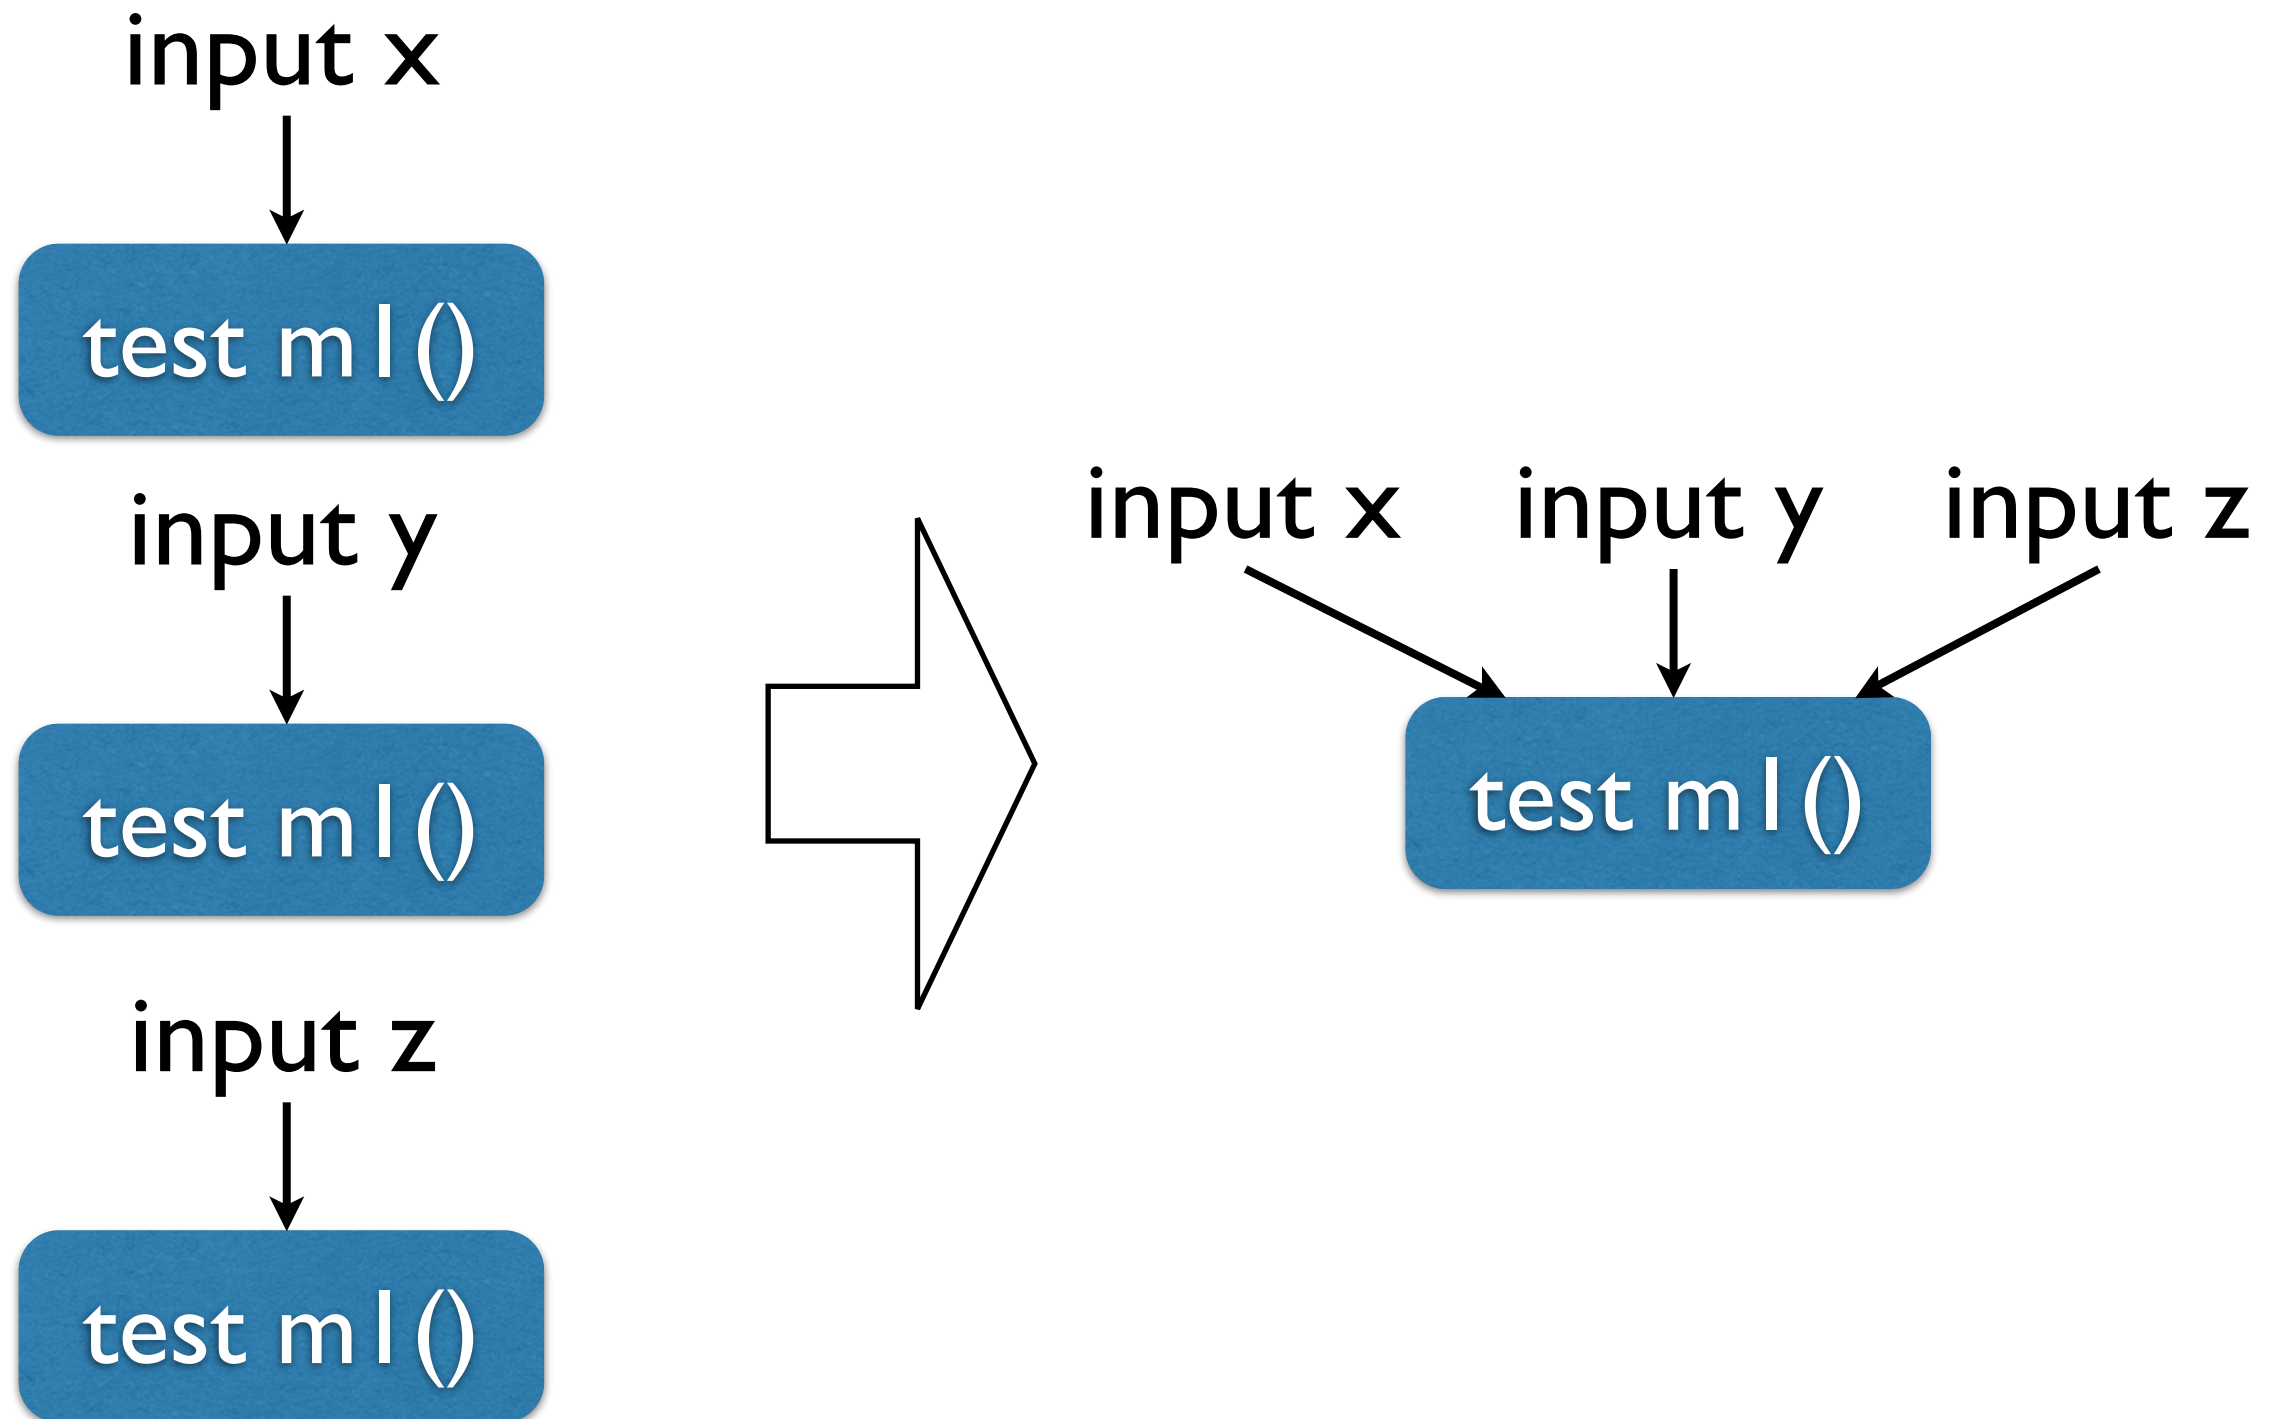 input x
test m1()
input y
test m1()
input z
test m1()
input x input y input z
test m1()